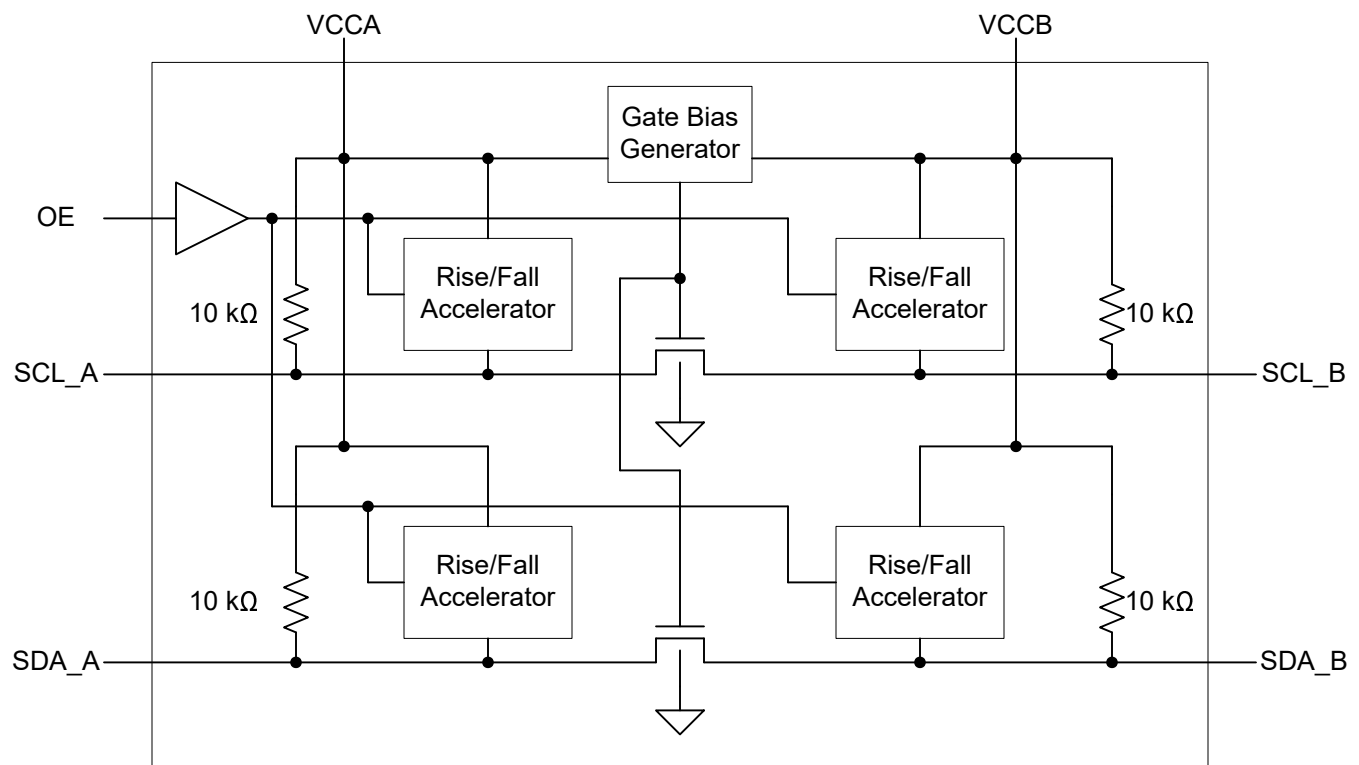 VCCA
VCCB
Gate Bias
Generator
OE
Rise/Fall
Accelerator
Rise/Fall
Accelerator
10 kΩ
10 kΩ
SCL_A
SCL_B
Rise/Fall
Accelerator
Rise/Fall
Accelerator
10 kΩ
10 kΩ
SDA_A
SDA_B